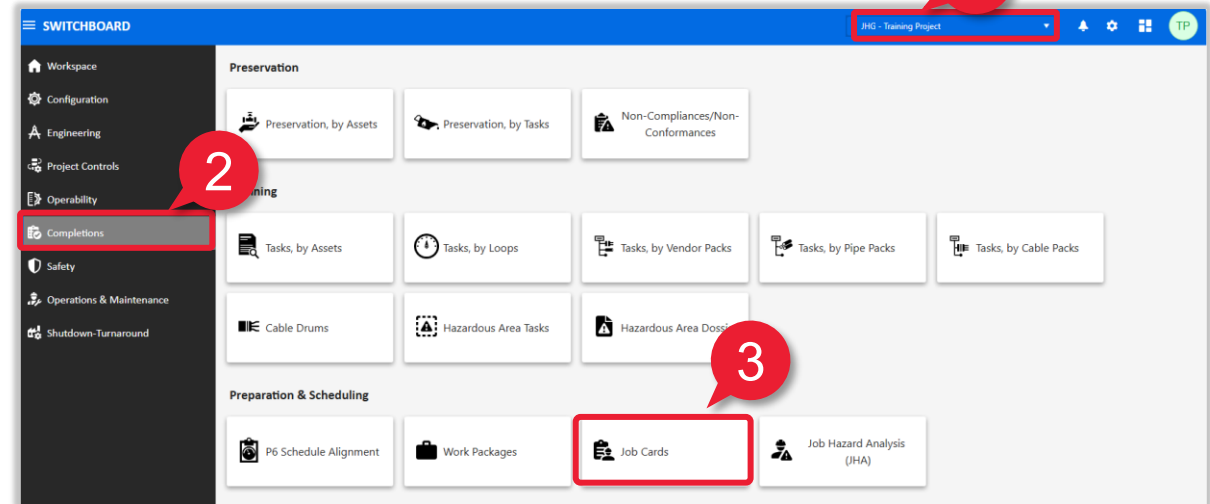 SWITCHBOARD
JHG - Training Project
TP
Workspace
Configuration
Engineering
Project Controls
Operability
Completions
Safety
Operations & Maintenance
Shutdown-Turnaround
2
Preservation
Preservation, by Assets
Preservation, by Tasks
Non-Compliances/Non-
Conformances
Tasks, by Assets
Tasks, by Loops
Tasks, by Vendor Packs
Tasks, by Pipe Packs
Tasks, by Cable Packs
Cable Drums
Hazardous Area Tasks
Hazardous Area
3
Preparation & Scheduling
P6 Schedule Alignment
Work Packages
Job Cards
Job Hazard Analysis
(JHA)